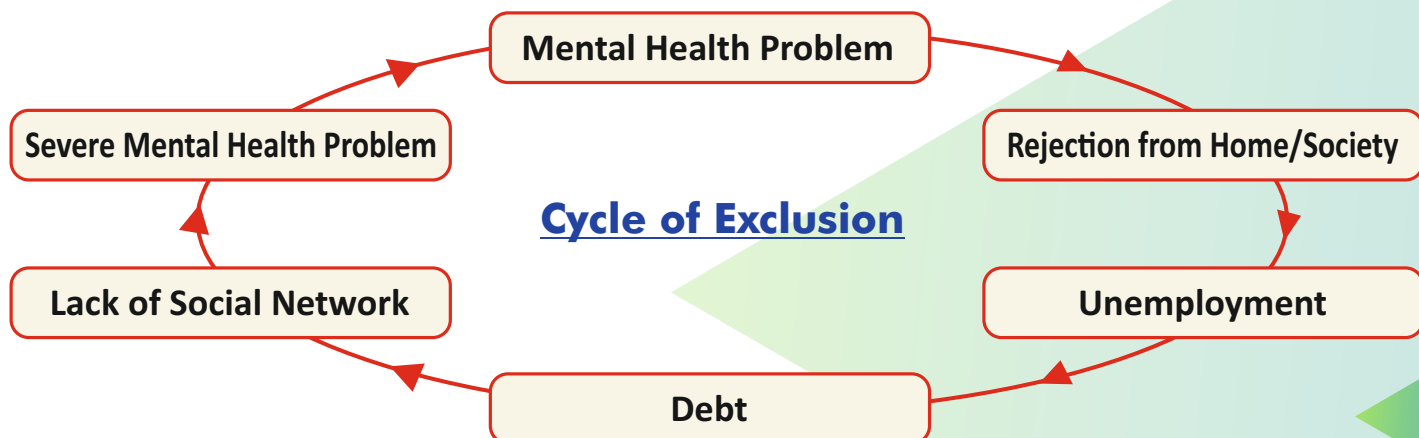 Mental Health Problem
Severe Mental Health Problem
Rejection from Home/Society
Cycle of Exclusion
Lack of Social Network
Unemployment
Debt